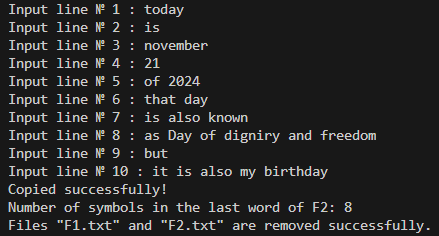 Input line № 1 : today
Input line № 2 : is
Input line № 3 : november
Input line № 4 : 21
Input line № 5 : of 2024
Input line № 6 : that day
Input line № 7 : is also known
Input line № 8 : as Day of digniry and freedom
Input line № 9 : but
Input line № 10 : it is also my birthday
Copied successfully!
Number of symbols in the last word of F2: 8
Files "F1.txt" and "F2.txt" are removed successfully.